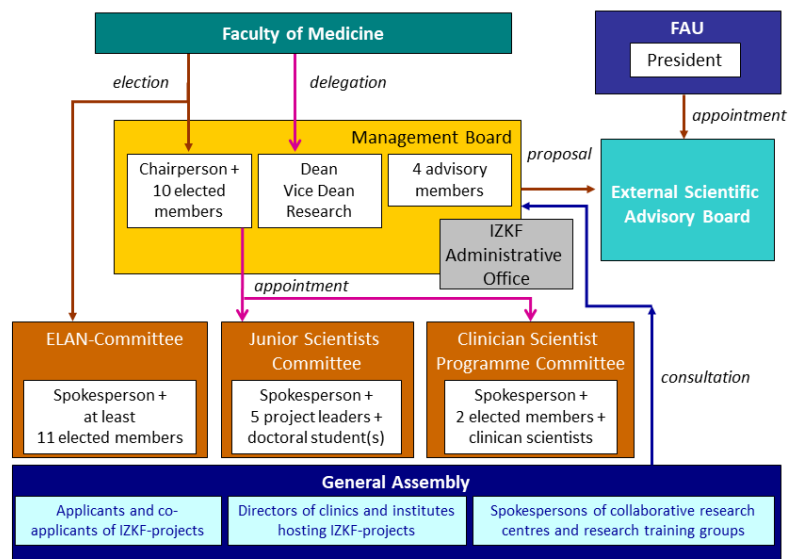 Faculty of Medicine
FAU
President
election
delegation
appointment
Management Board
Chairperson +
10 elected
members
Dean
Vice Dean
Research
4 advisory
members
proposal
External Scientific
Advisory Board
IZKF
Administrative
Office
appointment
ELAN-Committee
Spokesperson +
at least
11 elected members
Junior Scientists
Committee
Spokesperson +
5 project leaders +
doctoral student(s)
Clinician Scientist
Programme Committee
Spokesperson +
2 elected members +
clinican scientists
consultation
General Assembly
Applicants and co-
applicants of IZKF-projects
Directors of clinics and institutes
hosting IZKF-projects
Spokespersons of collaborative research
centres and research training groups